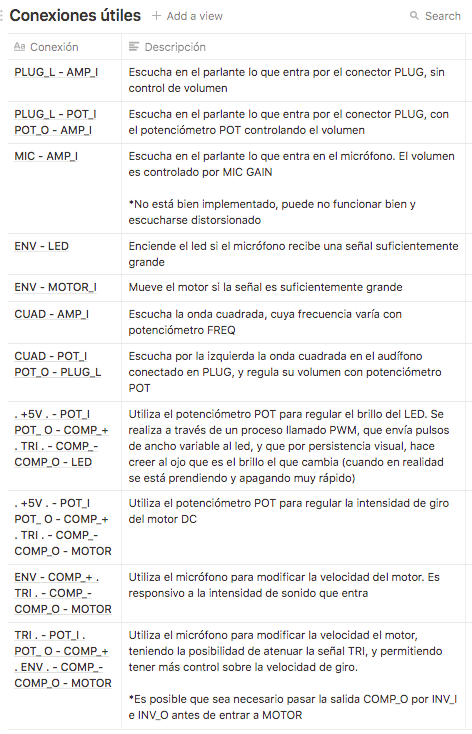 Conexiones útiles + Add a view Search
Aa Conexión Descripción
PLUG_L - AMP_I
Escucha en el parlante lo que entra por el conector PLUG, sin
control de volumen
PLUG_L - POT_I
POT_O - AMP_I
Escucha en el parlante lo que entra por el conector PLUG, con
el potenciómetro POT controlando el volumen
MIC - AMP_I
Escucha en el parlante lo que entra en el micrófono. El volumen
es controlado por MIC GAIN
*No está bien implementado, puede no funcionar bien y
escucharse distorsionado
ENV - LED
Enciende el led si el micrófono recibe una señal suficientemente
grande
ENV - MOTOR_I
Mueve el motor si la señal es suficientemente grande
CUAD - AMP_I
Escucha la onda cuadrada, cuya frecuencia varía con
potenciómetro FREQ
CUAD - POT_I
POT_O - PLUG_L
Escucha por la izquierda la onda cuadrada en el audífono
conectado en PLUG, y regula su volumen con potenciómetro
POT
. +5V . - POT_I
POT_ O - COMP_+
. TRI . - COMP_-
COMP_O - LED
Utiliza el potenciómetro POT para regular el brillo del LED. Se
realiza a través de un proceso llamado PWM, que envía pulsos
de ancho variable al led, y que por persistencia visual, hace
creer al ojo que es el brillo el que cambia (cuando en realidad
se está prendiendo y apagando muy rápido)
. +5V . - POT_I
POT_ O - COMP_+
. TRI . - COMP_-
COMP_O - MOTOR
Utiliza el potenciómetro POT para regular la intensidad de giro
del motor DC
ENV - COMP_+ .
TRI . - COMP_-
COMP_O - MOTOR
Utiliza el micrófono para modificar la velocidad del motor. Es
responsivo a la intensidad de sonido que entra
TRI . - POT_I .
POT_ O - COMP_+
. ENV . - COMP_-
COMP_O - MOTOR
Utiliza el micrófono para modificar la velocidad el motor,
teniendo la posibilidad de atenuar la señal TRI, y permitiendo
tener más control sobre la velocidad de giro.
*Es posible que sea necesario pasar la salida COMP_O por INV_I
e INV_O antes de entrar a MOTOR